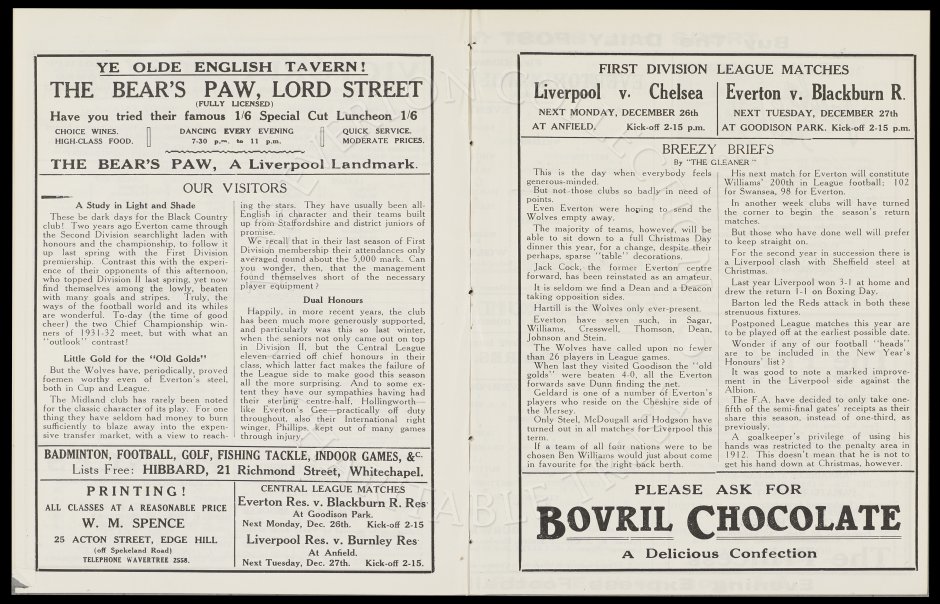 YE OLDE ENGLISH TAVERN!
THE BEAR'S PAW, LORD STREET
(FULLY LICENSED)
Have you tried their famous 1/6 Special Cut Luncheon 1/6
CHOICE WINES.
HIGH-CLASS FOOD.
DANCING EVERY EVENING
7-30 p.m. to 11 p.m.
QUICK SERVICE.
MODERATE PRICES.
THE BEAR'S PAW, A Liverpool Landmark.
OUR VISITORS
A Study in Light and Shade
These be dark days for the Black Country
club! Two years ago Everton came through
the Second Division searchlight laden with
honours and the championship, to follow it
up last spring with the First Division
premiership. Contrast this with the experi-
ence of their opponents of this afternoon,
who topped Division II last spring, yet now
find themselves among the lowly, beaten
with many goals and stripes. Truly, the
ways of the football world and its whiles
are wonderful. To-day (the time of good
cheer) the two Chief Championship win-
ners of 1931-32 meet, but with what an
"outlook" contrast!
Little Gold for the "Old Golds"
But the Wolves have, periodically, proved
foemen worthy even of Everton's steel,
both in Cup and League.
The Midland club has rarely been noted
for the classic character of its play. For one
thing they have seldom had money to burn
sufficiently to blaze away into the expen-
sive transfer market, with a view to reach-
ing the stars. They have usually been all-
English in character and their teams built
up from Staffordshire and district juniors of
promise.
We recall that in their last season of First
Division membership their attendances only
averaged round about the 5,000 mark. Can
you wonder, then, that the management
found themselves short of the necessary
player equipment?
Dual Honours
Happily, in more recent years, the club
has been much more generously supported,
and particularly was this so last winter,
when the seniors not only came out on top
in Division II, but the Central League
eleven carried off chief honours in their
class, which latter fact makes the failure of
the League side to make good this season
all the more surprising. And to some ex-
tent they have our sympathies having had
their sterling centre-half, Hollingworth—
like Everton's Gee—practically off duty
throughout, also their International right
winger, Phillips, kept out of many games
through injury.
BADMINTON, FOOTBALL, GOLF, FISHING TACKLE, INDOOR GAMES, &c.
Lists Free: HIBBARD, 21 Richmond Street, Whitechapel.
PRINTING!
ALL CLASSES AT A REASONABLE PRICE
W. M. SPENCE
25 ACTON STREET, EDGE HILL
(off Spekeland Road)
TELEPHONE WAVERTREE 2558.
CENTRAL LEAGUE MATCHES
Everton Res. v. Blackburn R. Res
At Goodison Park.
Next Monday, Dec. 26th. Kick-off 2-15
Liverpool Res. v. Burnley Res
At Anfield.
Next Tuesday, Dec. 27th. Kick-off 2-15.
FIRST DIVISION LEAGUE MATCHES
Liverpool v. Chelsea
NEXT MONDAY, DECEMBER 26th
AT ANFIELD. Kick-off 2-15 p.m.
Everton v. Blackburn R.
NEXT TUESDAY, DECEMBER 27th
AT GOODISON PARK. Kick-off 2-15 p.m.
BREEZY BRIEFS
By "THE GLEANER"
This is the day when everybody feels
generous-minded.
But not those clubs so badly in need of
points.
Even Everton were hoping to send the
Wolves empty away.
The majority of teams, however, will be
able to sit down to a full Christmas Day
dinner this year, for a change, despite their
perhaps, sparse "table" decorations.
Jack Cock, the former Everton centre
forward, has been reinstated as an amateur.
It is seldom we find a Dean and a Deacon
taking opposition sides.
Hartill is the Wolves only ever-present.
Everton have seven such, in Sagar,
Williams, Cresswell, Thomson, Dean,
Johnson and Stein.
The Wolves have called upon no fewer
than 26 players in League games.
When last they visited Goodison the "old
golds" were beaten 4-0, all the Everton
forwards save Dunn finding the net.
Geldard is one of a number of Everton's
players who reside on the Cheshire side of
the Mersey.
Only Steel, McDougall and Hodgson have
turned out in all matches for Liverpool this
term.
If a team of all four nations were to be
chosen Ben Williams would just about come
in favourite for the right back berth.
His next match for Everton will constitute
Williams' 200th in League football; 102
for Swansea, 98 for Everton.
In another week clubs will have turned
the corner to begin the season's return
matches.
But those who have done well will prefer
to keep straight on.
For the second year in succession there is
a Liverpool clash with Sheffield steel at
Christmas.
Last year Liverpool won 3-1 at home and
drew the return 1-1 on Boxing Day.
Barton led the Reds attack in both these
strenuous fixtures.
Postponed League matches this year are
to be played off at the earliest possible date.
Wonder if any of our football "heads"
are to be included in the New Year's
Honours' list?
It was good to note a marked improve-
ment in the Liverpool side against the
Albion.
The F.A. have decided to only take one-
fifth of the semi-final gates' receipts as their
share this season, instead of one-third, as
previously.
A goalkeeper's privilege of using his
hands was restricted to the penalty area in
1912. This doesn't mean that he is not to
get his hand down at Christmas, however.
PLEASE ASK FOR
BOVRIL CHOCOLATE
A Delicious Confection